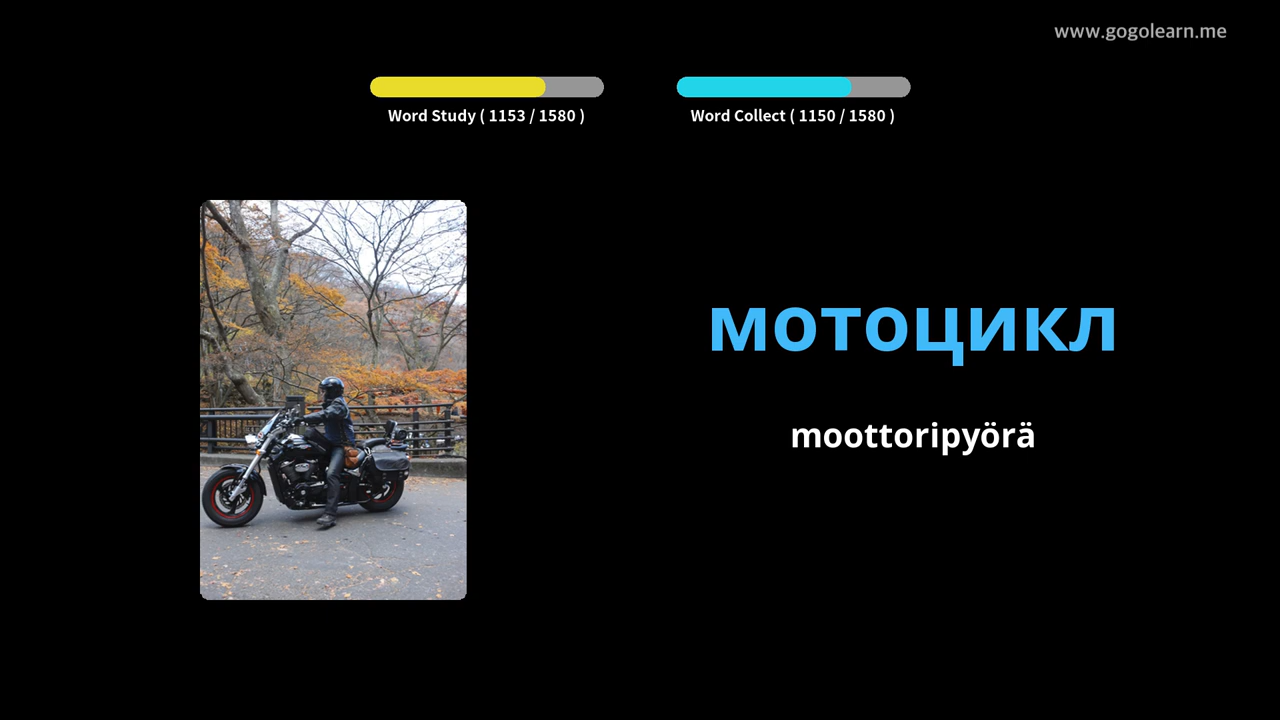 www.gogolearn.me
Word Study ( 1153 / 1580 )
Word Collect ( 1150 / 1580 )
мотоцикл
moottoripyörä